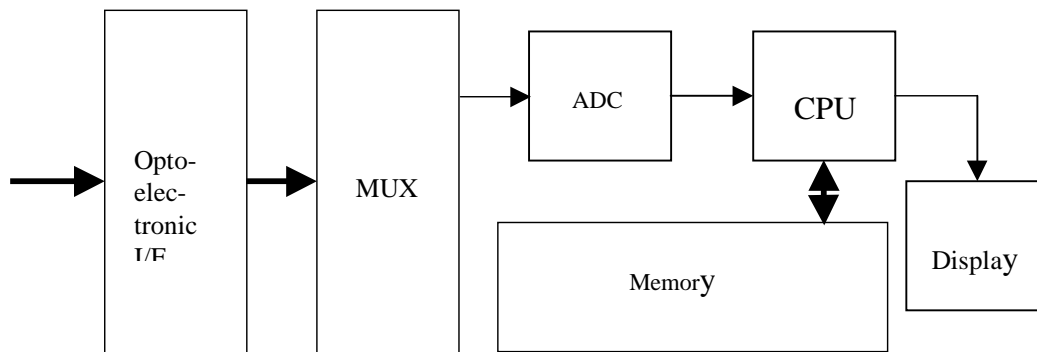 Opto-
elec-
tronic
I/F
MUX
ADC
CPU
Memory
Display